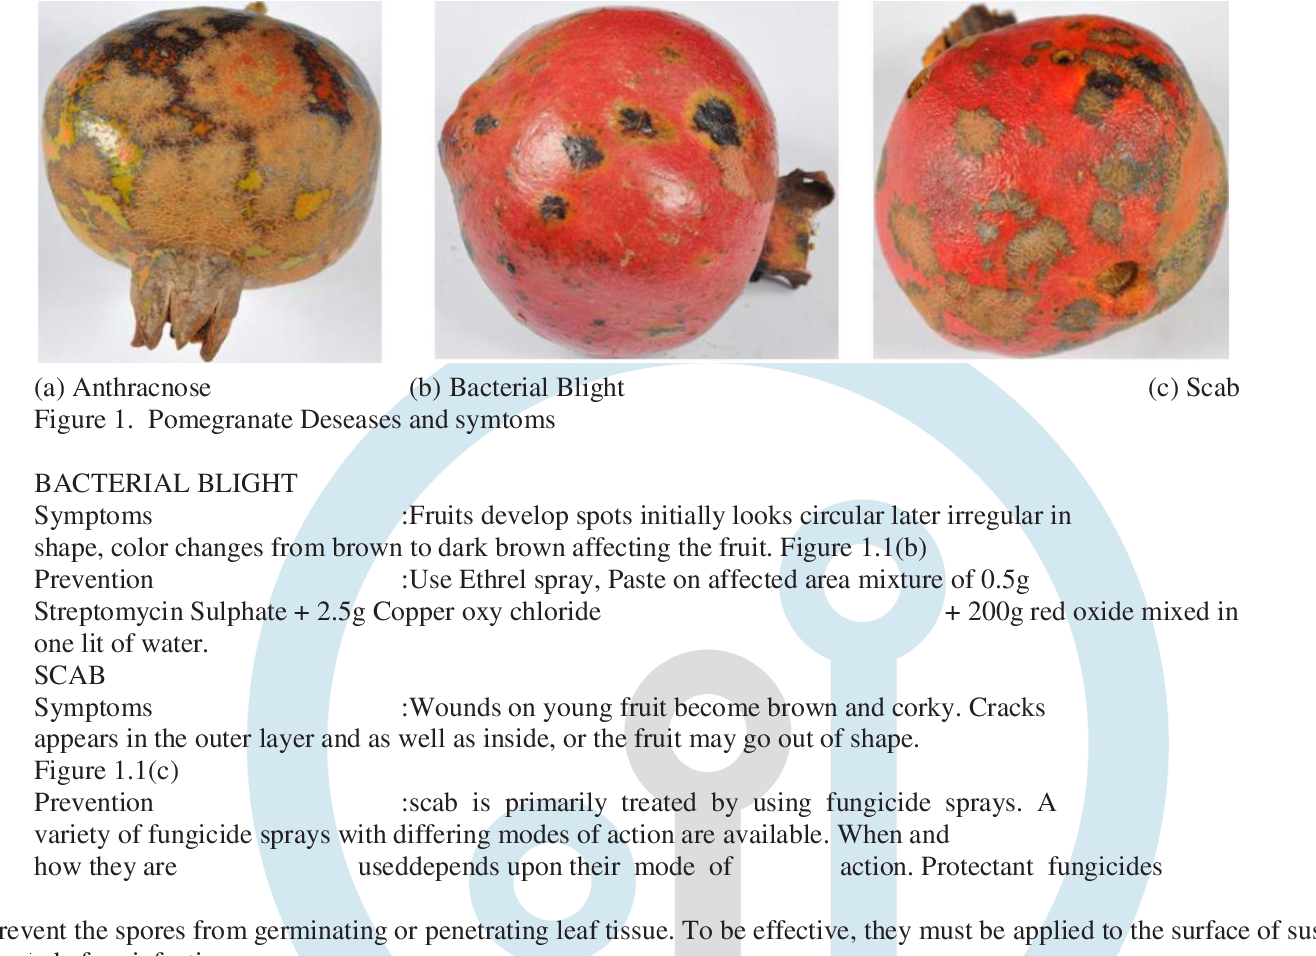 (a) Anthracnose (b) Bacterial Blight (c) Scab
Figure 1. Pomegranate Deseases and symtoms
BACTERIAL BLIGHT
Symptoms :Fruits develop spots initially looks circular later irregular in
shape, color changes from brown to dark brown affecting the fruit. Figure 1.1(b)
Prevention :Use Ethrel spray, Paste on affected area mixture of 0.5g
Streptomycin Sulphate + 2.5g Copper oxy chloride + 200g red oxide mixed in
one lit of water.
SCAB
Symptoms :Wounds on young fruit become brown and corky. Cracks
appears in the outer layer and as well as inside, or the fruit may go out of shape.
Figure 1.1(c)
Prevention :scab is primarily treated by using fungicide sprays. A
variety of fungicide sprays with differing modes of action are available. When and
how they are useddepends upon their mode of action. Protectant fungicides
revent the spores from germinating or penetrating leaf tissue. To be effective, they must be applied to the surface of